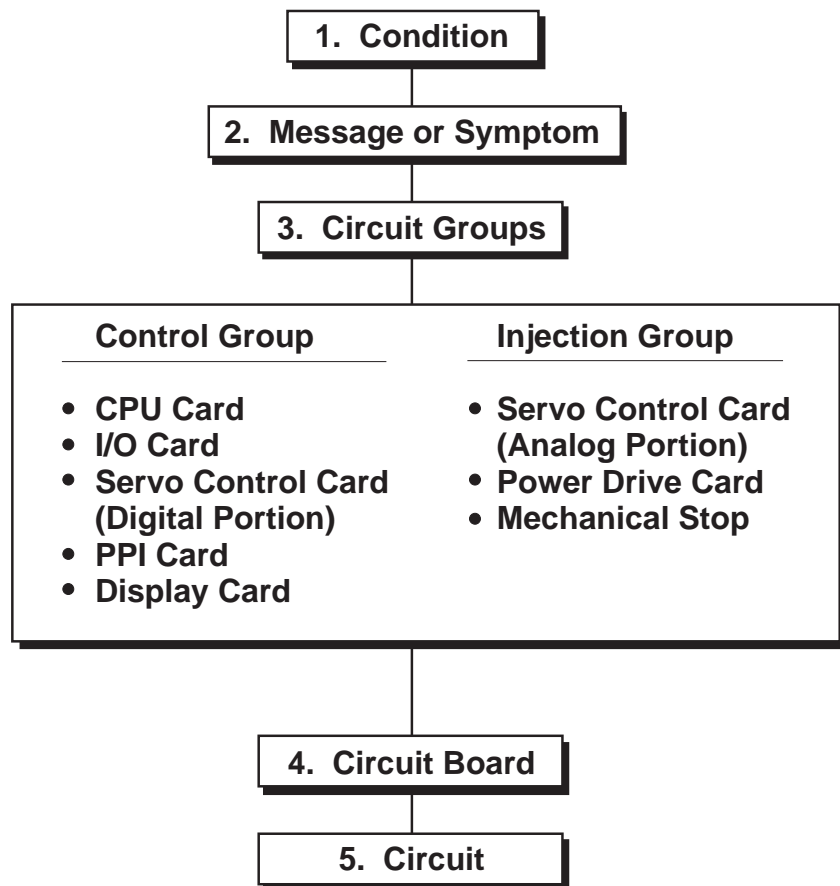 1. Condition
2. Message or Symptom
3. Circuit Groups
Control Group
• CPU Card
• I/O Card
• Servo Control Card
(Digital Portion)
• PPI Card
• Display Card
Injection Group
• Servo Control Card
(Analog Portion)
• Power Drive Card
• Mechanical Stop
4. Circuit Board
5. Circuit